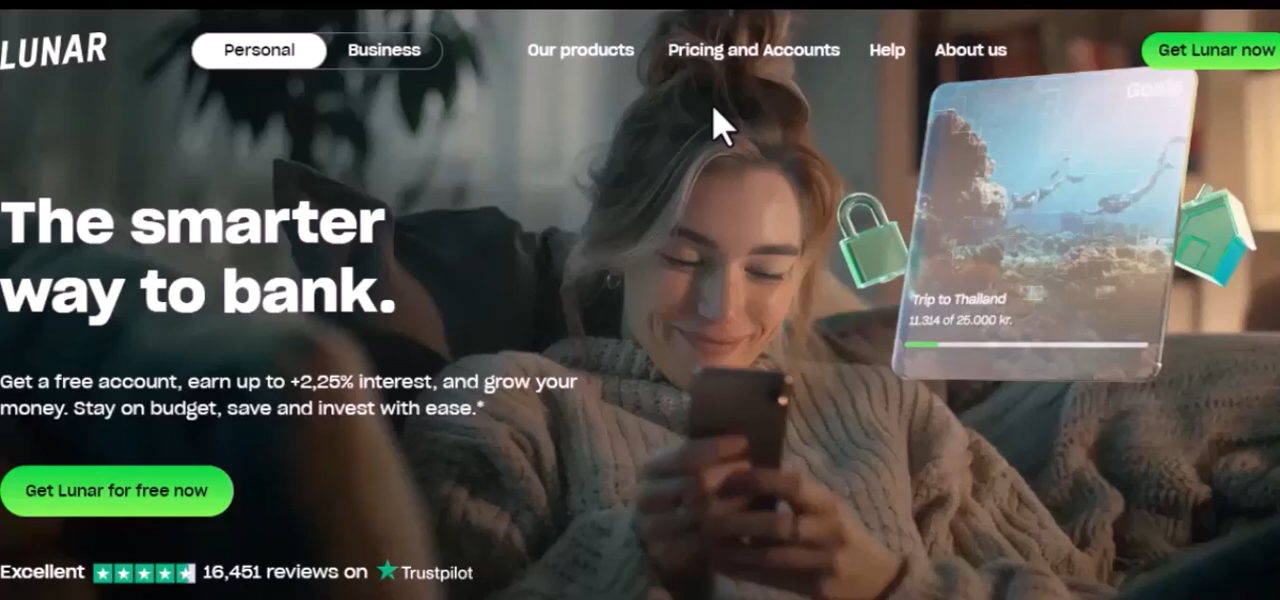 LUNAR
Personal
Business
Our products
Pricing and Accounts
Help
About us
Get Lunar now
Goals
The smarter
way to bank.
Trip to Thailand
11.314 of 25.000 kr.
Get a free account, earn up to +2,25% interest, and grow your
money. Stay on budget, save and invest with ease.*
Get Lunar for free now
Excellent
16,451 reviews on
Trustpilot